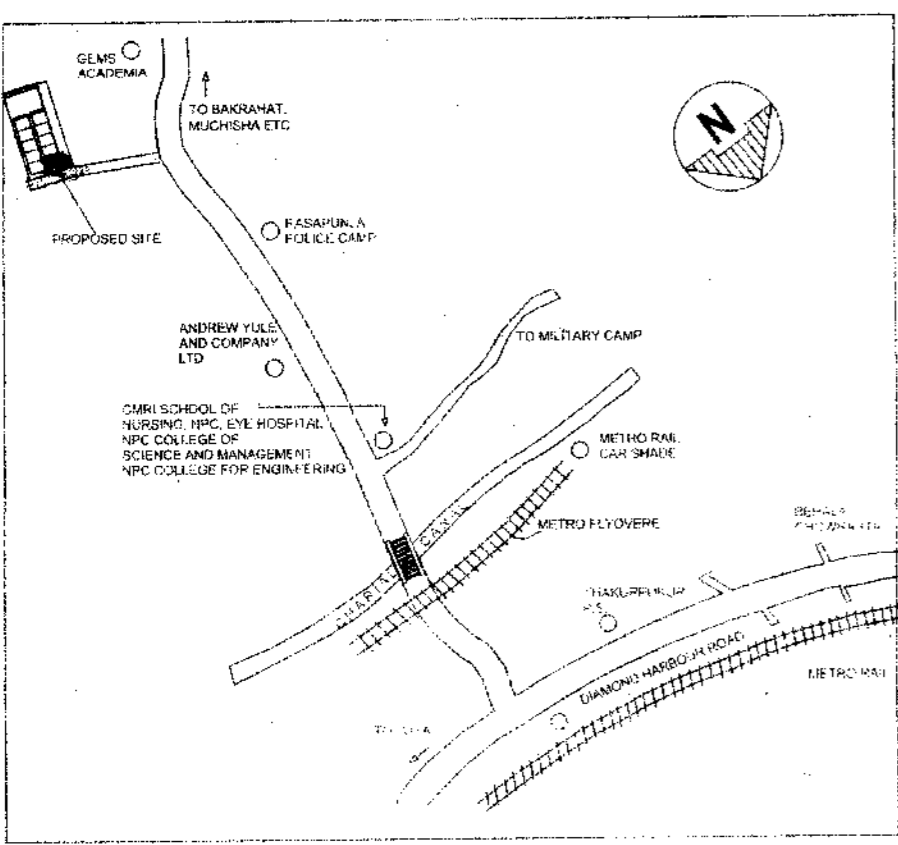 GEMS
ACADEMIA
TO BAKRAHAT,
MUCHISHA ETC
N
PROPOSED SITE
POLICE CAMP
ANDREW YULE
AND COMPANY
LTD
TO MILITARY CAMP
CMRI SCHOOL OF
NURSING, NPC, EYE HOSPITAL
NPC COLLEGE OF
SCIENCE AND MANAGEMENT
NPC COLLEGE FOR ENGINEERING
METRO RAIL
CAR SHADE
METRO FLYOVERE
CANAL
BEHALA
DIAMOND HARBOUR ROAD
METRO RAIL